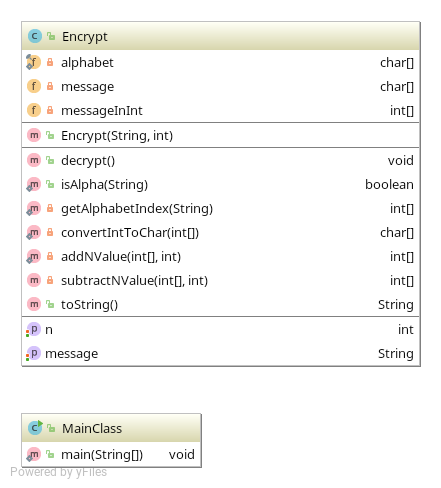 Encrypt
alphabet char[]
message char[]
messageInInt int[]
Encrypt(String, int)
decrypt() void
isAlpha(String) boolean
getAlphabetIndex(String) int[]
convertIntToChar(int[]) char[]
addNValue(int[], int) int[]
subtractNValue(int[], int) int[]
toString() String
n int
message String
MainClass
main(String[]) void
Powered by yFiles